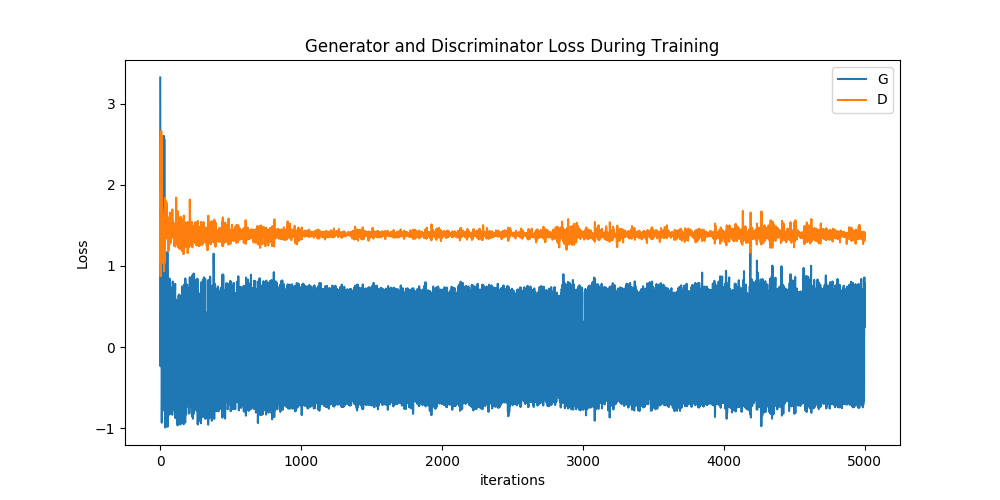 Generator and Discriminator Loss During Training
G
D
3
2
1
0
−1
Loss
0 1000 2000 3000 4000 5000
iterations